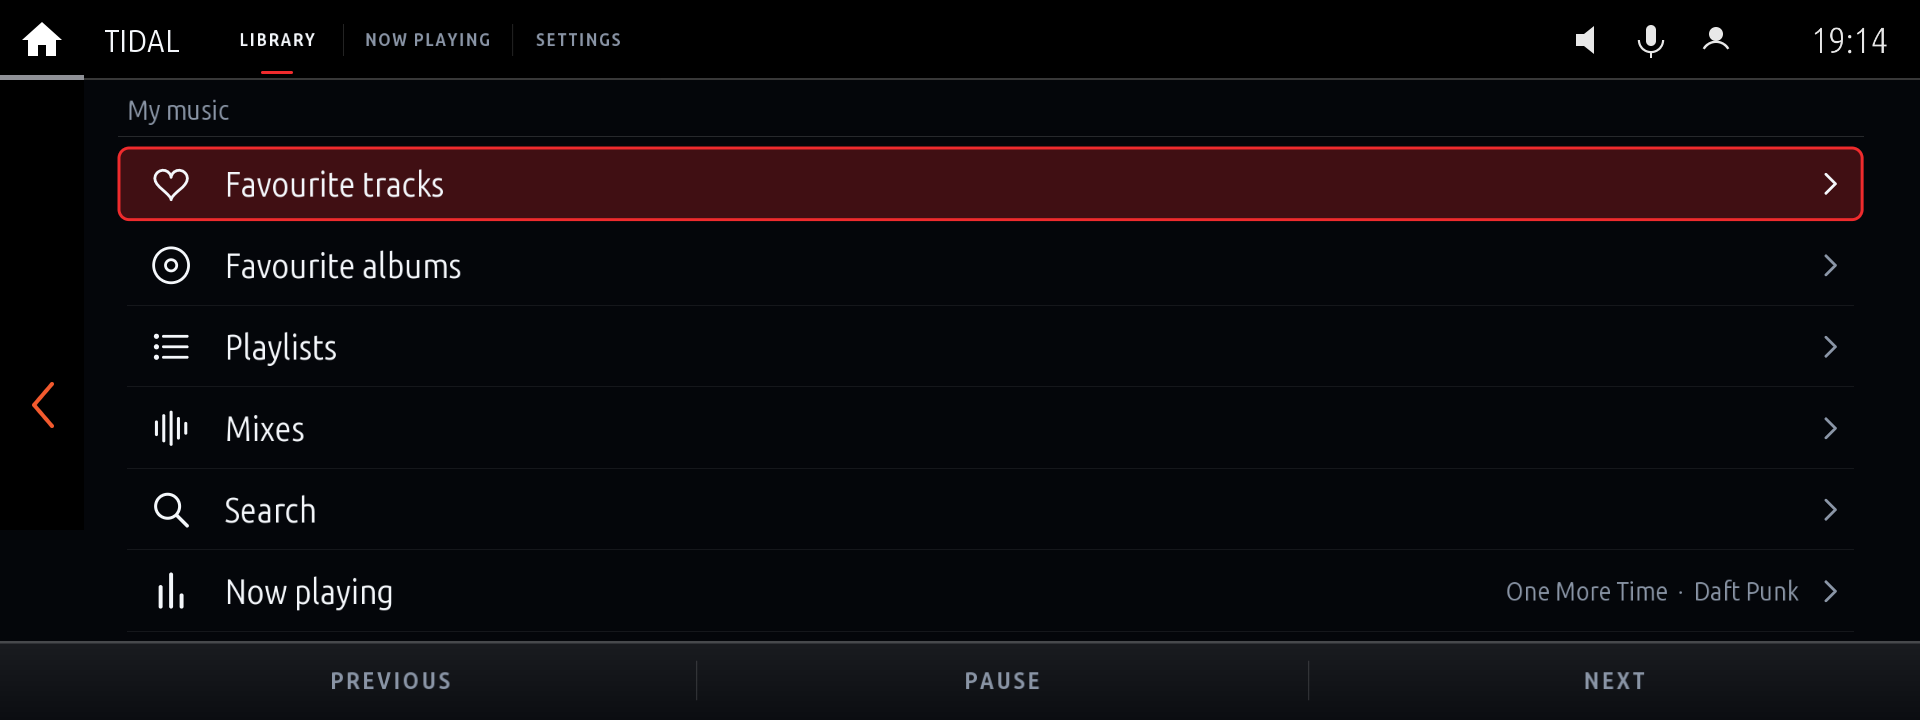 TIDAL LIBRARY NOW PLAYING SETTINGS 19:14
My music
Favourite tracks
Favourite albums
Playlists
Mixes
Search
Now playing One More Time · Daft Punk
PREVIOUS PAUSE NEXT